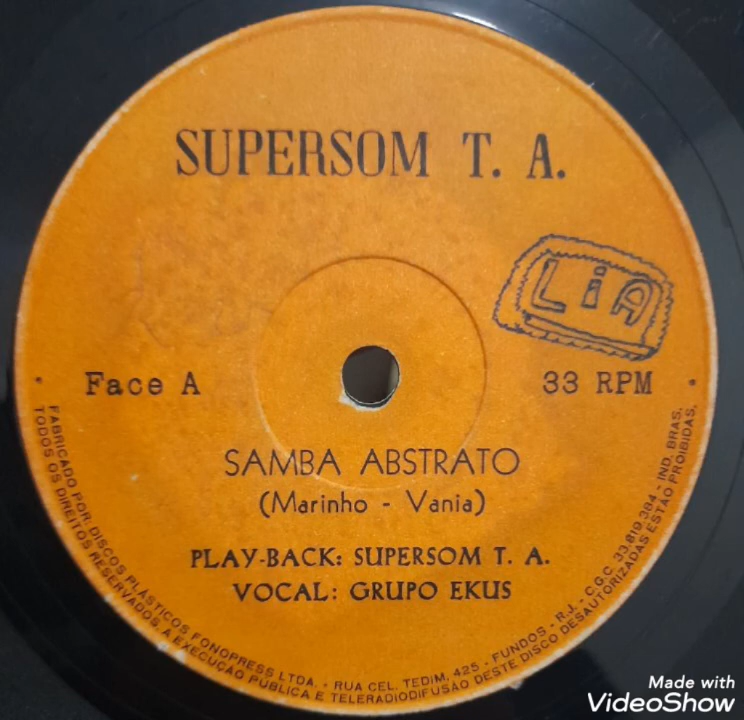 SUPERSOM T. A.
LiA
Face A
33 RPM
SAMBA ABSTRATO
(Marinho - Vania)
PLAY-BACK: SUPERSOM T. A.
VOCAL: GRUPO EKUS
FABRICADO POR: DISCOS PLÁSTICOS FONOPRESS LTDA. - RUA CEL. TEDIM, 425 - FUNDOS - R.J. - C.G.C. 33.819.384 - IND. BRAS.
TODOS OS DIREITOS RESERVADOS. A EXECUÇÃO PUBLICA E TELERADIODIFUSÃO DESTE DISCO DESAUTORIZADAS ESTÃO PROIBIDAS.
Made with
VideoShow